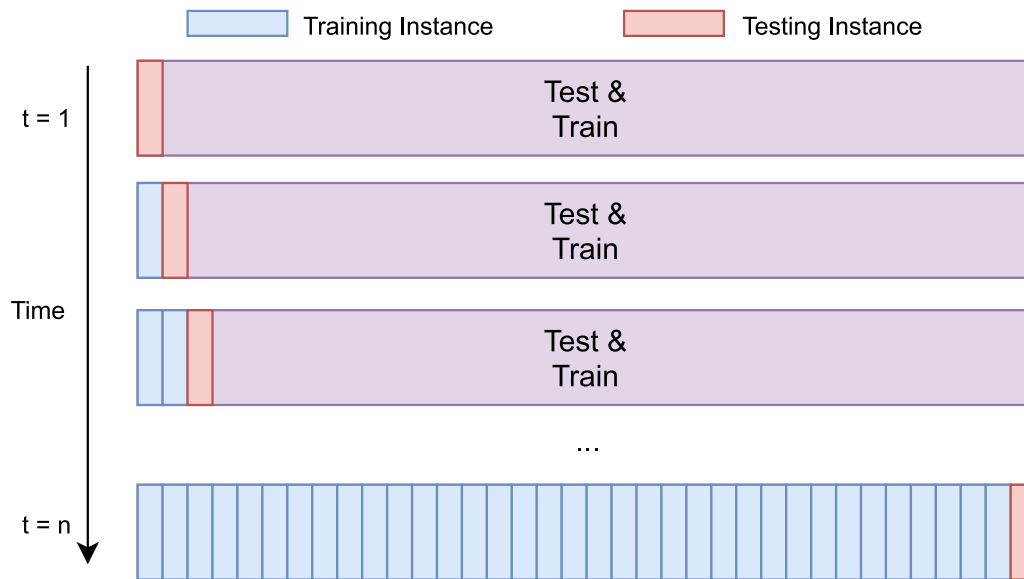 Training Instance
Testing Instance
t = 1
Test &
Train
Test &
Train
Time
Test &
Train
...
t = n